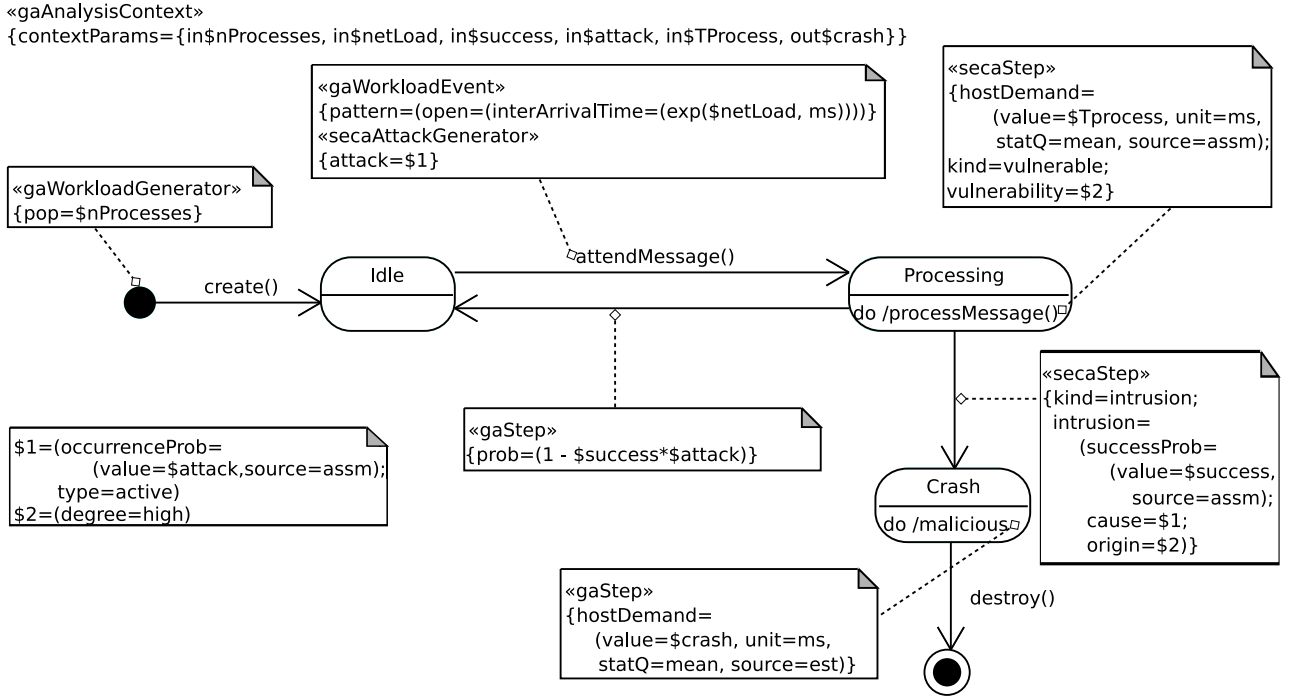 «gaAnalysisContext»
{contextParams={in$nProcesses, in$netLoad, in$success, in$attack, in$TProcess, out$crash}}
«gaWorkloadEvent»
{pattern=(open=(interArrivalTime=(exp($netLoad, ms))))}
«secaAttackGenerator»
{attack=$1}
«secaStep»
{hostDemand=
(value=$Tprocess, unit=ms,
statQ=mean, source=assm);
kind=vulnerable;
vulnerability=$2}
«gaWorkloadGenerator»
{pop=$nProcesses}
create()
Idle
attendMessage()
Processing
do /processMessage()
«gaStep»
{prob=(1 - $success*$attack)}
«secaStep»
{kind=intrusion;
intrusion=
(successProb=
(value=$success,
source=assm);
cause=$1;
origin=$2)}
$1=(occurrenceProb=
(value=$attack,source=assm);
type=active)
$2=(degree=high)
Crash
do /malicious
«gaStep»
{hostDemand=
(value=$crash, unit=ms,
statQ=mean, source=est)}
destroy()